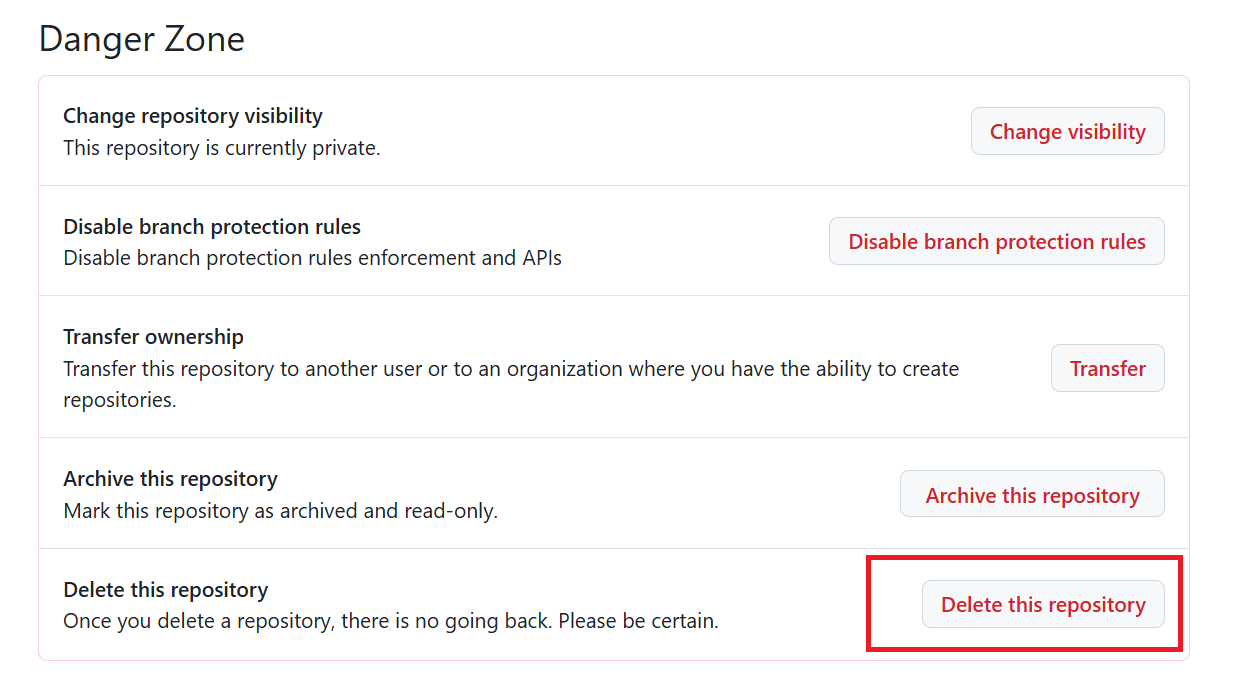 Danger Zone
Change repository visibility
This repository is currently private.
Change visibility
Disable branch protection rules
Disable branch protection rules enforcement and APIs
Disable branch protection rules
Transfer ownership
Transfer this repository to another user or to an organization where you have the ability to create
repositories.
Transfer
Archive this repository
Mark this repository as archived and read-only.
Archive this repository
Delete this repository
Once you delete a repository, there is no going back. Please be certain.
Delete this repository